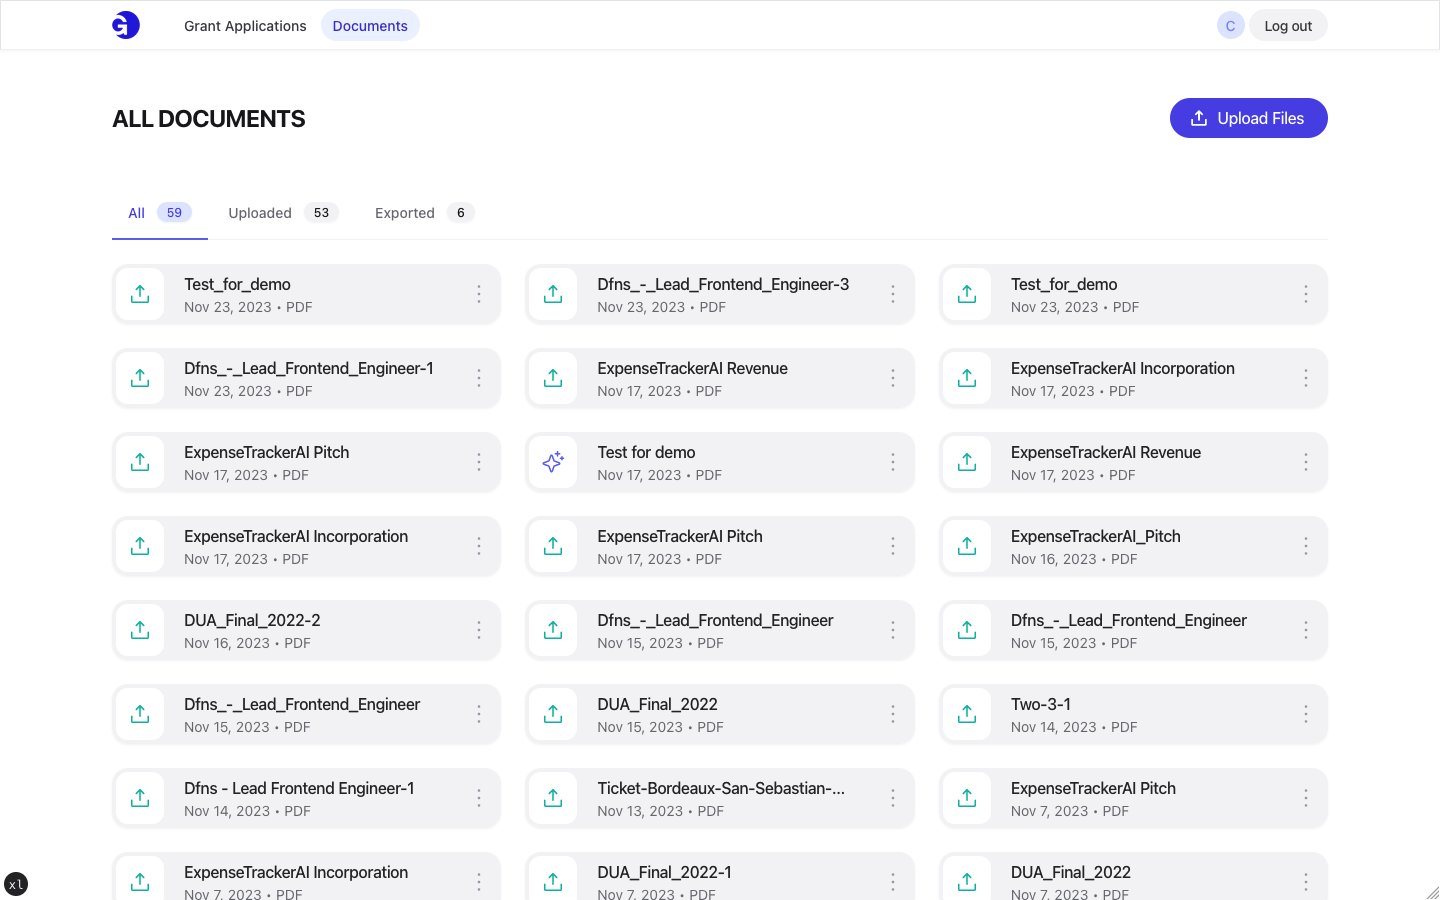 G
Grant Applications
Documents
C
Log out
ALL DOCUMENTS
Upload Files
All 59
Uploaded 53
Exported 6
Test_for_demo
Nov 23, 2023 • PDF
Dfns_-_Lead_Frontend_Engineer-3
Nov 23, 2023 • PDF
Test_for_demo
Nov 23, 2023 • PDF
Dfns_-_Lead_Frontend_Engineer-1
Nov 23, 2023 • PDF
ExpenseTrackerAI Revenue
Nov 17, 2023 • PDF
ExpenseTrackerAI Incorporation
Nov 17, 2023 • PDF
ExpenseTrackerAI Pitch
Nov 17, 2023 • PDF
Test for demo
Nov 17, 2023 • PDF
ExpenseTrackerAI Revenue
Nov 17, 2023 • PDF
ExpenseTrackerAI Incorporation
Nov 17, 2023 • PDF
ExpenseTrackerAI Pitch
Nov 17, 2023 • PDF
ExpenseTrackerAI_Pitch
Nov 16, 2023 • PDF
DUA_Final_2022-2
Nov 16, 2023 • PDF
Dfns_-_Lead_Frontend_Engineer
Nov 15, 2023 • PDF
Dfns_-_Lead_Frontend_Engineer
Nov 15, 2023 • PDF
Dfns_-_Lead_Frontend_Engineer
Nov 15, 2023 • PDF
DUA_Final_2022
Nov 15, 2023 • PDF
Two-3-1
Nov 14, 2023 • PDF
Dfns - Lead Frontend Engineer-1
Nov 14, 2023 • PDF
Ticket-Bordeaux-San-Sebastian-...
Nov 13, 2023 • PDF
ExpenseTrackerAI Pitch
Nov 7, 2023 • PDF
ExpenseTrackerAI Incorporation
Nov 7, 2023 • PDF
DUA_Final_2022-1
Nov 7, 2023 • PDF
DUA_Final_2022
Nov 7, 2023 • PDF
xl